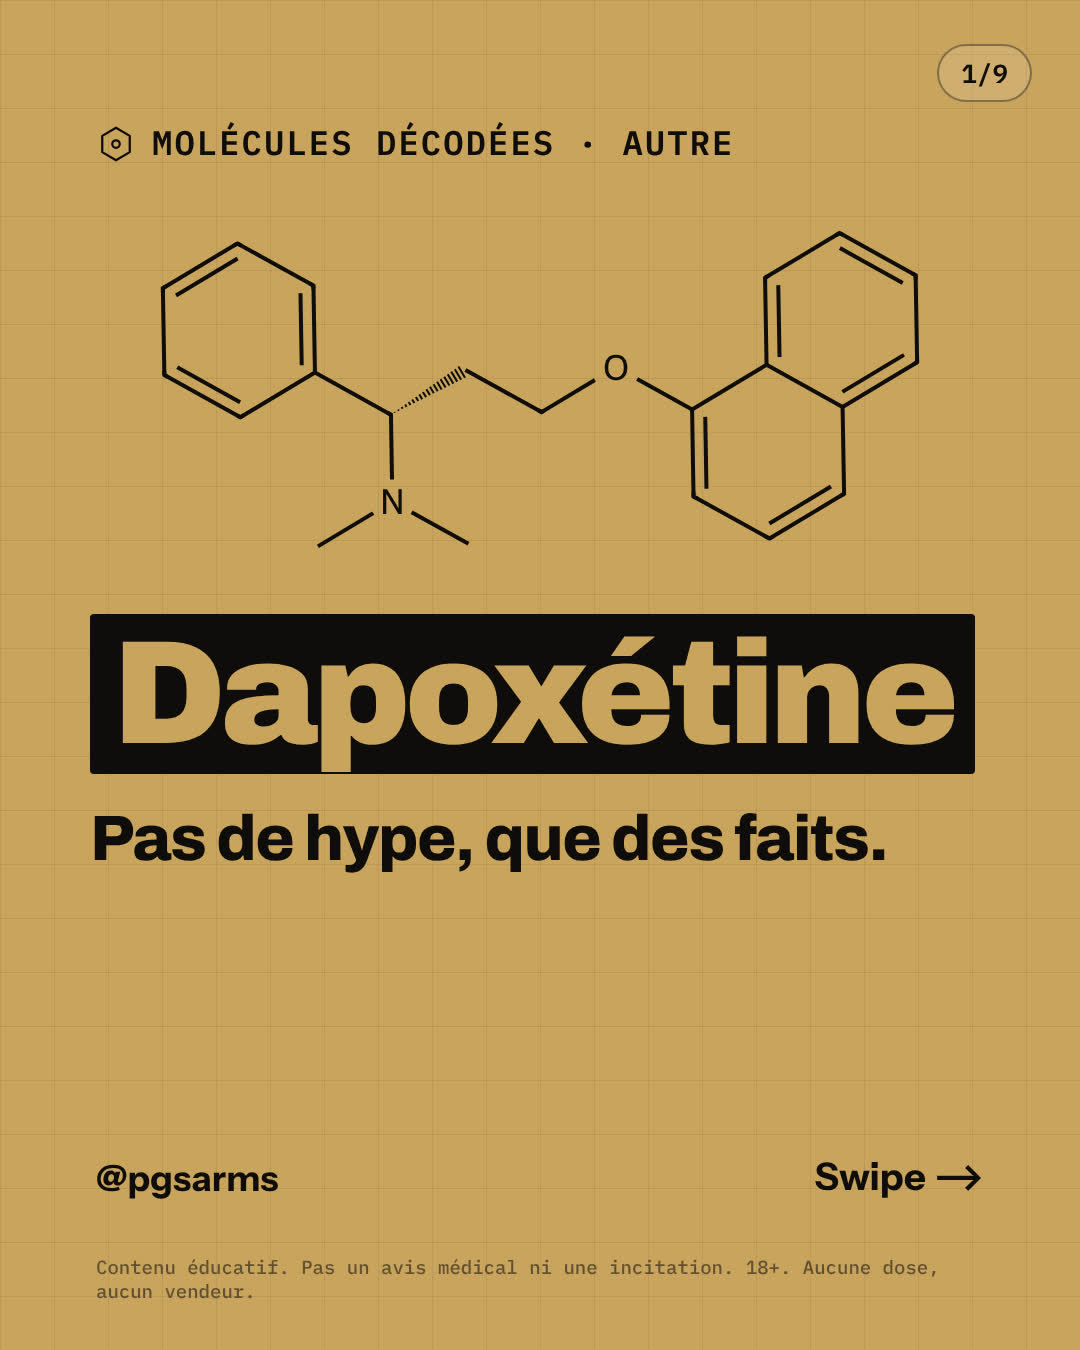 1/9
MOLÉCULES DÉCODÉES · AUTRE
O
N
Dapoxétine
Pas de hype, que des faits.
@pgsarms
Swipe →
Contenu éducatif. Pas un avis médical ni une incitation. 18+. Aucune dose,
aucun vendeur.